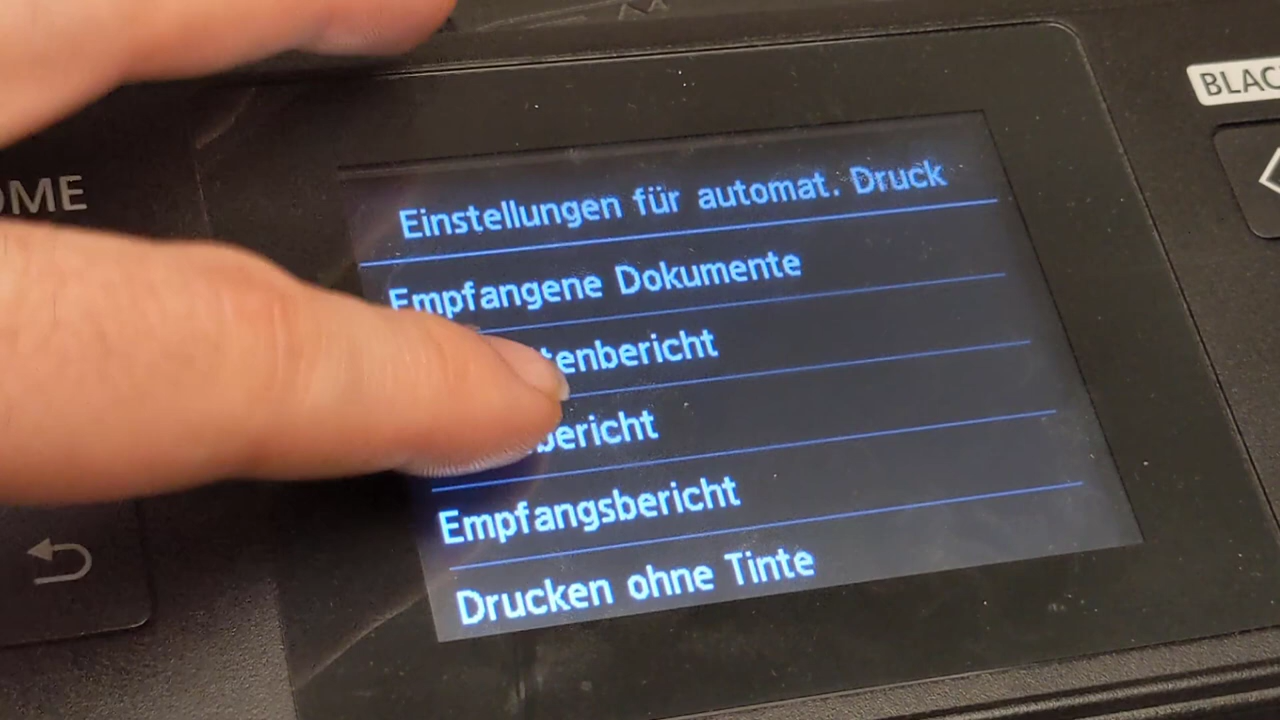 Einstellungen für automat. Druck
Empfangene Dokumente
tenbericht
bericht
Empfangsbericht
Drucken ohne Tinte
OME
BLAC